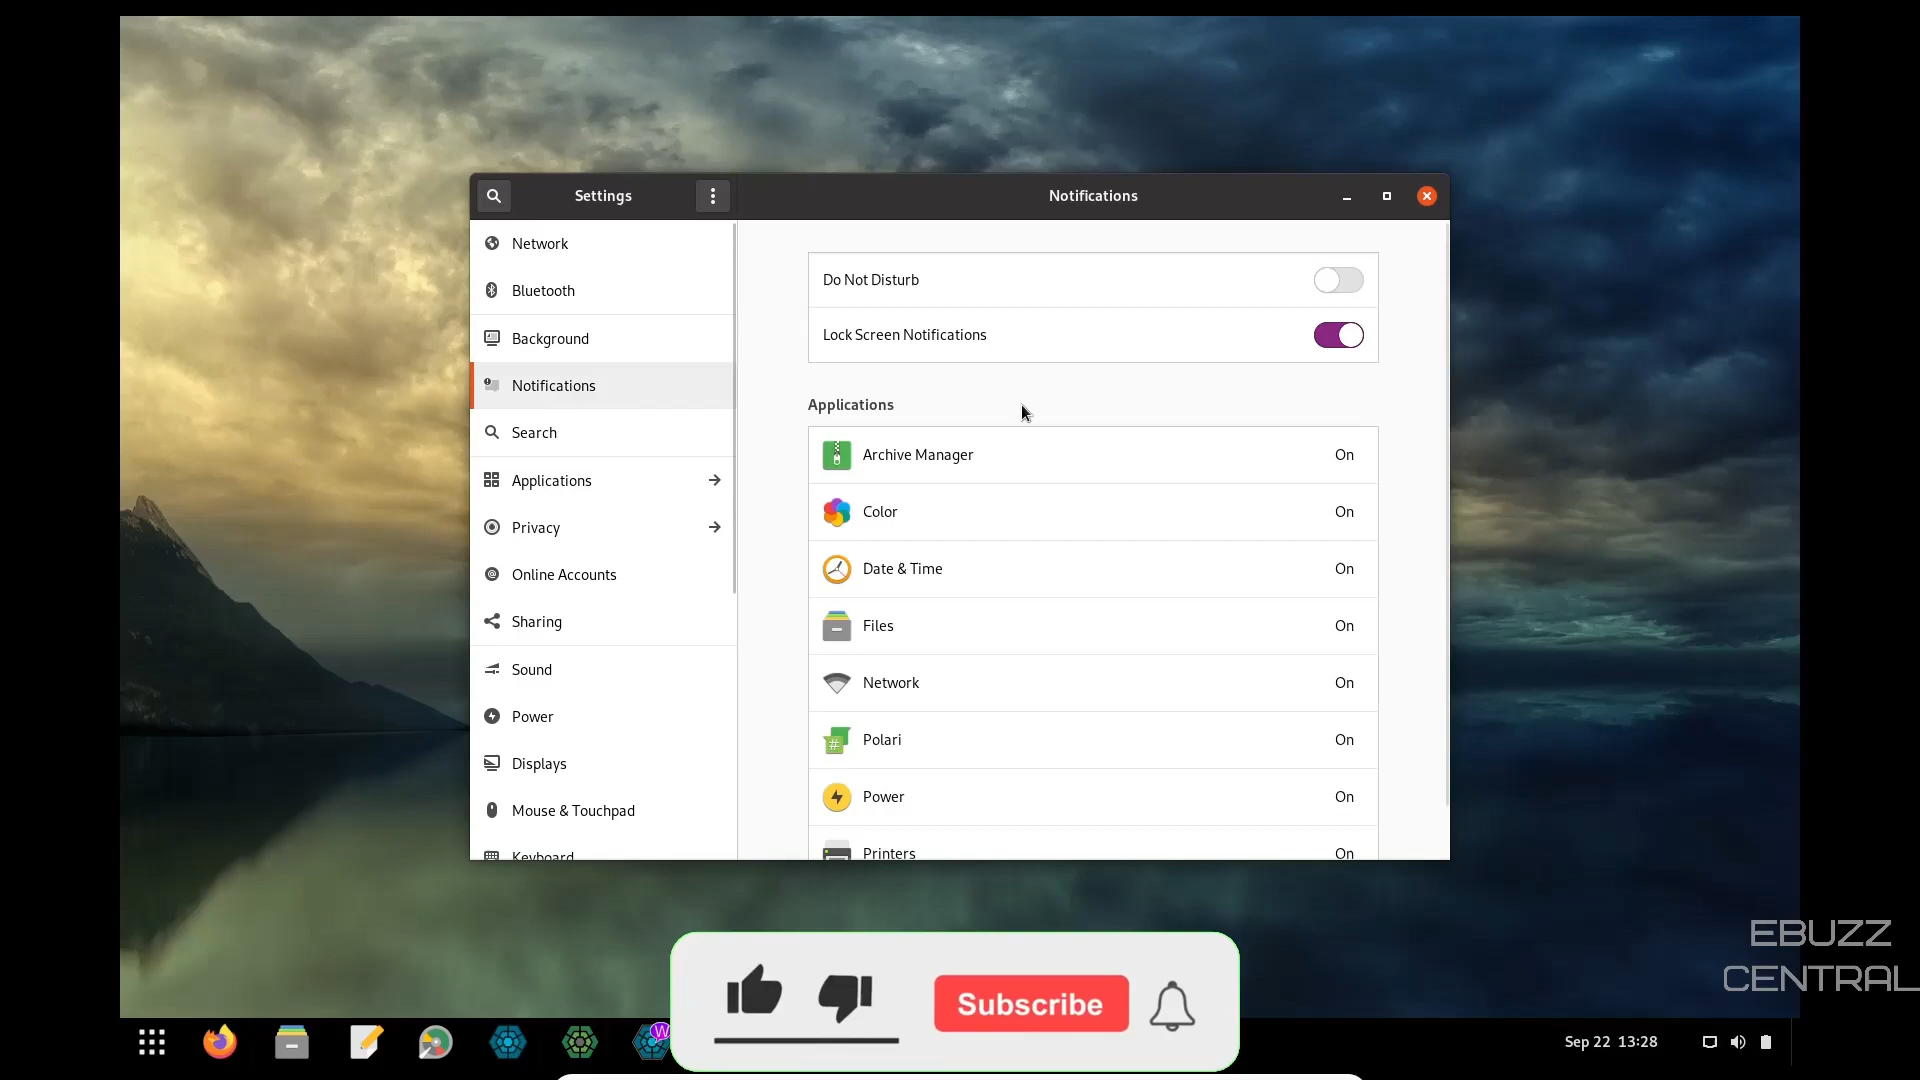 Settings
Notifications
Network
Bluetooth
Background
Notifications
Search
Applications
Privacy
Online Accounts
Sharing
Sound
Power
Displays
Mouse & Touchpad
Keyboard
Do Not Disturb
Lock Screen Notifications
Applications
Archive Manager On
Color On
Date & Time On
Files On
Network On
Polari On
Power On
Printers On
EBUZZ
CENTRAL
Subscribe
W
Sep 22 13:28